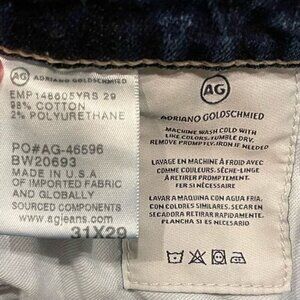 AG ADRIANO GOLDSCHMIED
EMP148605YRS 29
98% COTTON
2% POLYURETHANE
PO#AG-46596
BW20693
MADE IN U.S.A
OF IMPORTED FABRIC
AND GLOBALLY
SOURCED COMPONENTS
www.agjeans.com
31X29
AG
ADRIANO GOLDSCHMIED
MACHINE WASH COLD WITH
LIKE COLORS. TUMBLE DRY.
REMOVE PROMPTLY. IRON IF NEEDED
LAVAGE EN MACHINE À FROID AVEC
COMME COULEURS. SÈCHE-LINGE
À RETIRER PROMPTEMENT.
FER SI NÉCESSAIRE
LAVAR A MAQUINA CON AGUA FRIA.
CON COLORES SIMILARES. SECAR EN
SECADORA RETIRAR PRONTAMENTE.
PLANCHA SI ES NECESARIO